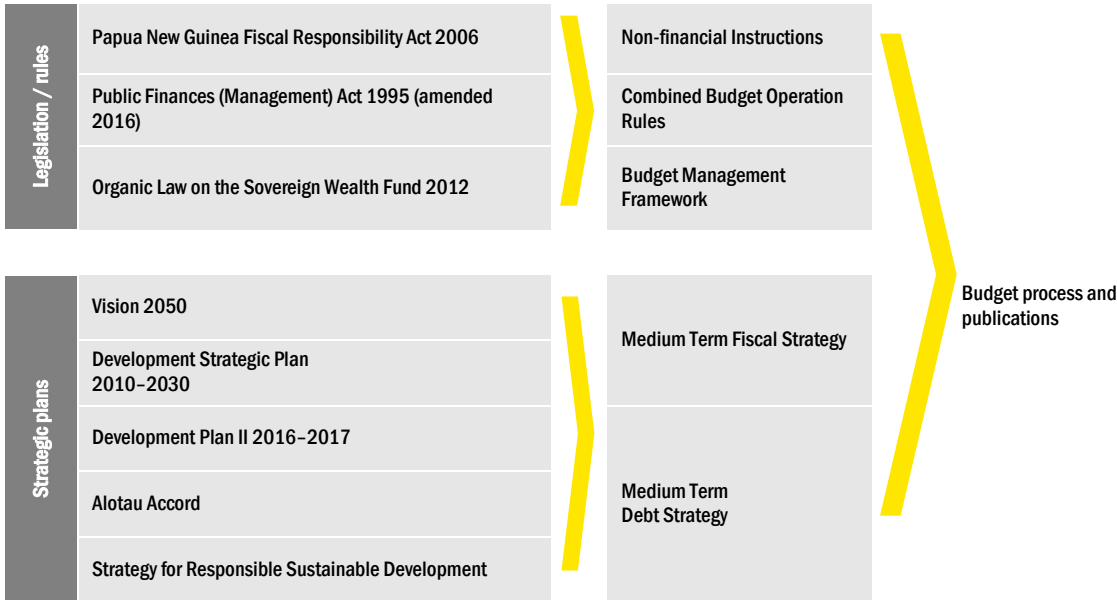 Legislation / rules
Papua New Guinea Fiscal Responsibility Act 2006
Public Finances (Management) Act 1995 (amended
2016)
Organic Law on the Sovereign Wealth Fund 2012
Non-financial Instructions
Combined Budget Operation
Rules
Budget Management
Framework
Strategic plans
Vision 2050
Development Strategic Plan
2010–2030
Development Plan II 2016–2017
Alotau Accord
Strategy for Responsible Sustainable Development
Medium Term Fiscal Strategy
Medium Term
Debt Strategy
Budget process and
publications